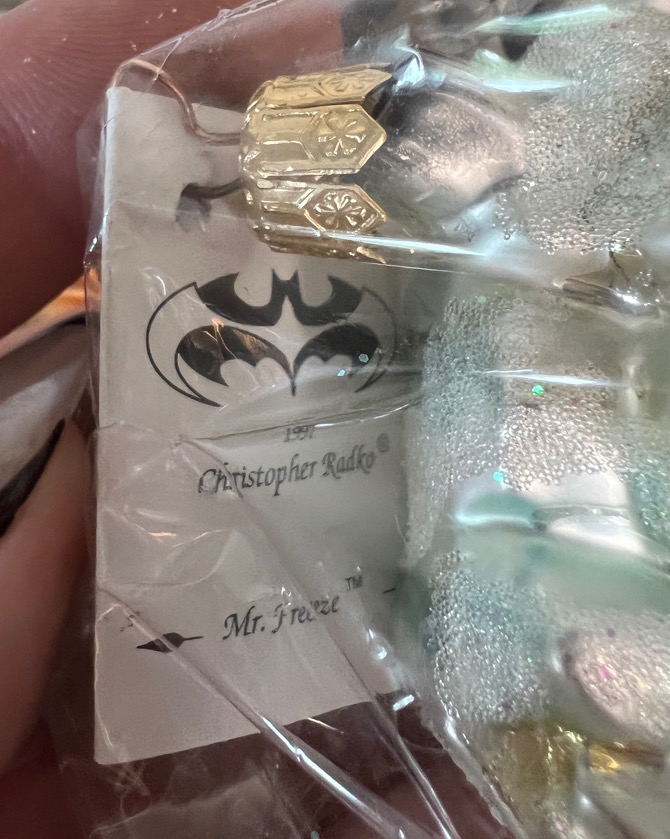 1997
Christopher Radko®
Mr. Freeze™